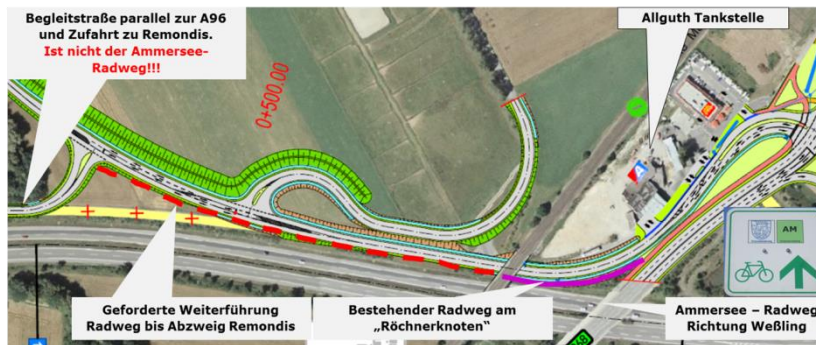 Begleitstraße parallel zur A96
und Zufahrt zu Remondis.
Ist nicht der Ammersee-
Radweg!!!
0+500.00
Allguth Tankstelle
A
AM
Geforderte Weiterführung
Radweg bis Abzweig Remondis
Bestehender Radweg am
„Röchnerknoten“
Ammersee – Radweg
Richtung Weßling